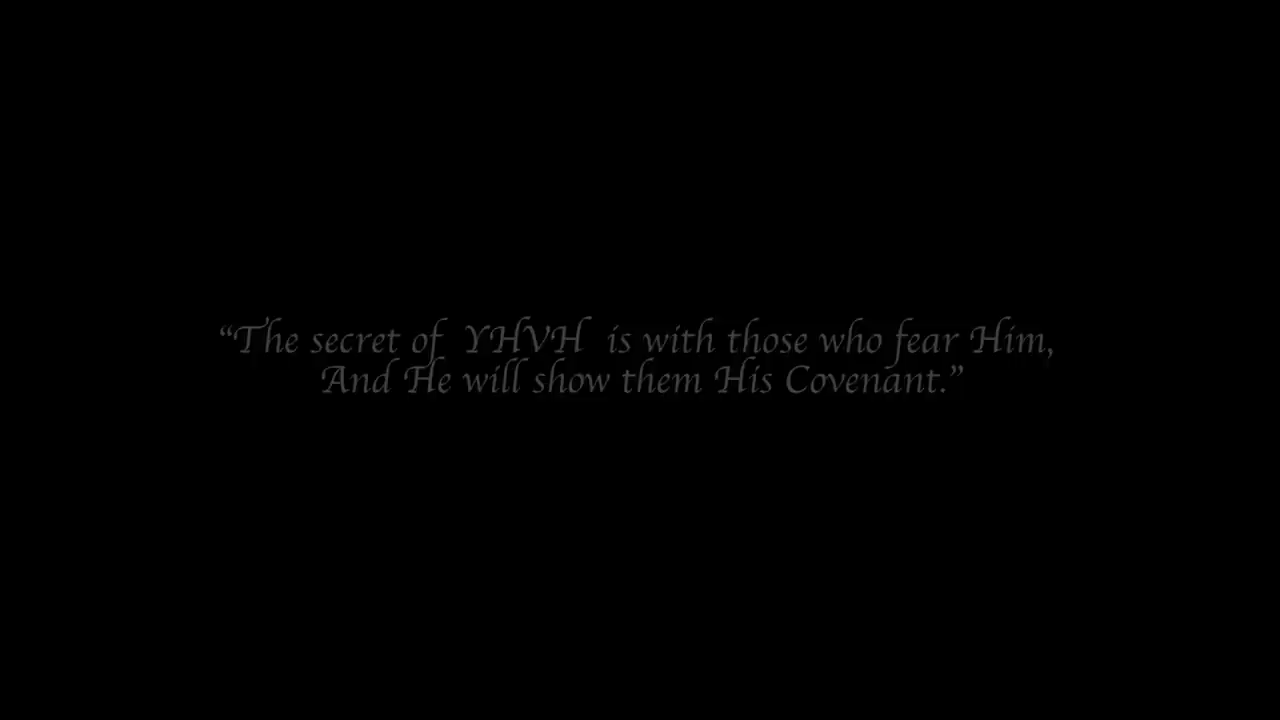 “The secret of YHVH is with those who fear Him,
And He will show them His Covenant.”